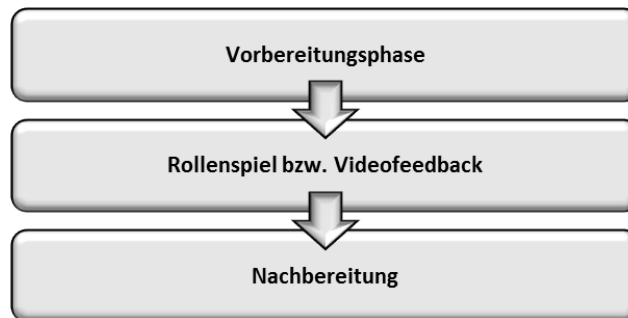 Vorbereitungsphase
Rollenspiel bzw. Videofeedback
Nachbereitung